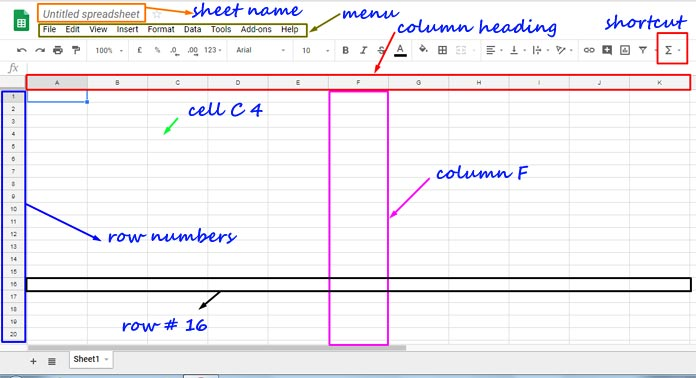 Untitled spreadsheet
sheet name
menu
File Edit View Insert Format Data Tools Add-ons Help
column heading
shortcut
100% £ % .0 .00 123 Arial 10 B I S A Σ
fx
A B C D E F G H I J K
1
2
cell C 4
3
4
5
6
7
column F
8
9
10
11
12
row numbers
13
14
15
16
17
18
row # 16
19
20
+ Sheet1